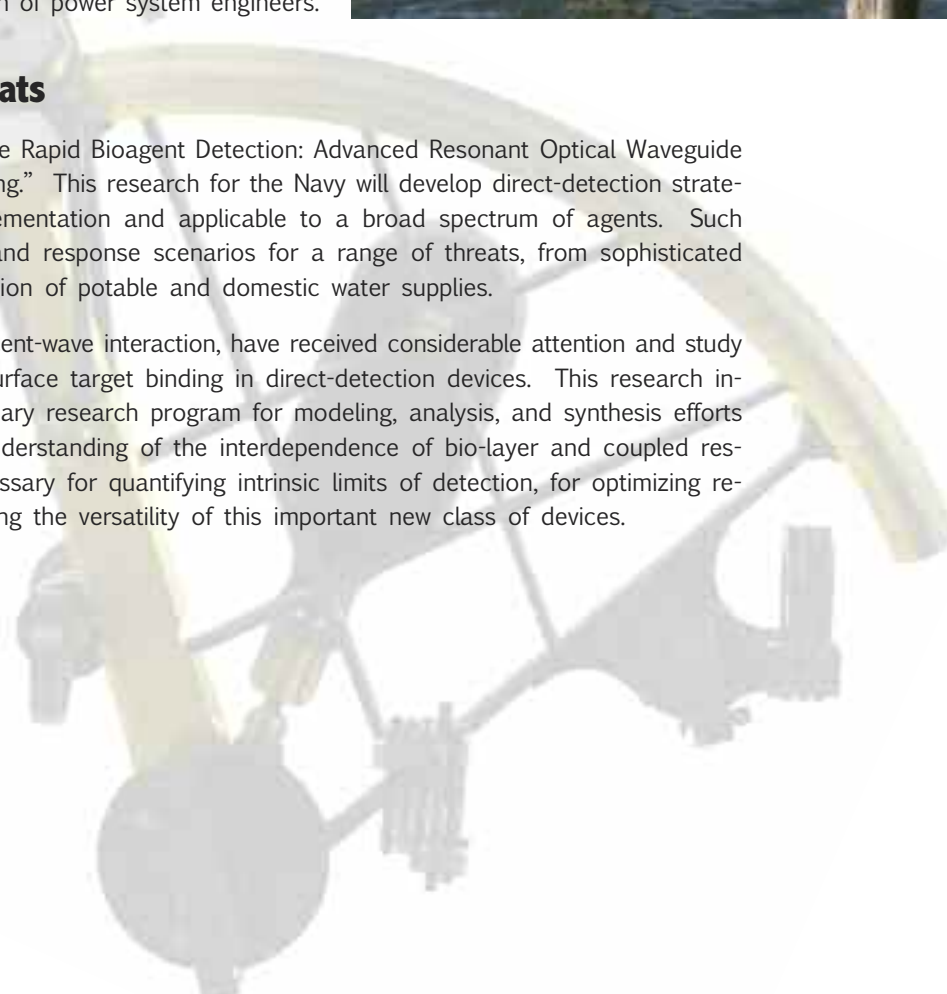 of power system engineers.
ats
e Rapid Bioagent Detection: Advanced Resonant Optical Waveguide
ng.” This research for the Navy will develop direct-detection strate-
ementation and applicable to a broad spectrum of agents. Such
and response scenarios for a range of threats, from sophisticated
ion of potable and domestic water supplies.
ent-wave interaction, have received considerable attention and study
urface target binding in direct-detection devices. This research in-
ary research program for modeling, analysis, and synthesis efforts
derstanding of the interdependence of bio-layer and coupled res-
ssary for quantifying intrinsic limits of detection, for optimizing re-
ng the versatility of this important new class of devices.